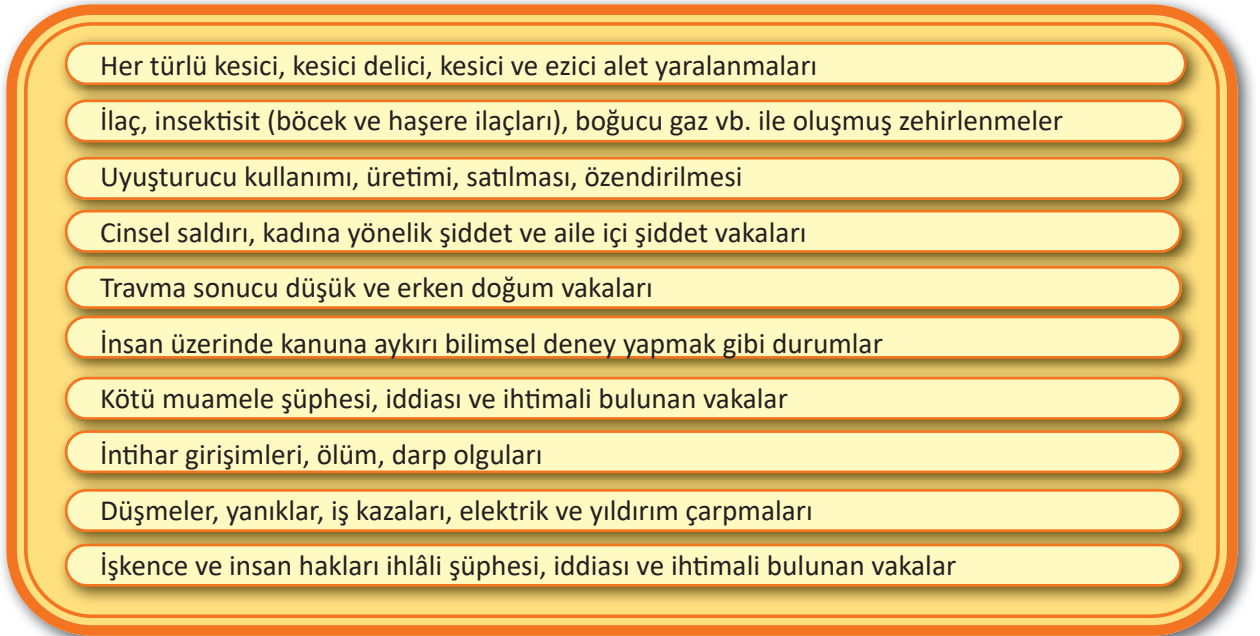 Her türlü kesici, kesici delici, kesici ve ezici alet yaralanmaları
İlaç, insektisit (böcek ve haşere ilaçları), boğucu gaz vb. ile oluşmuş zehirlenmeler
Uyuşturucu kullanımı, üretimi, satılması, özendirilmesi
Cinsel saldırı, kadına yönelik şiddet ve aile içi şiddet vakaları
Travma sonucu düşük ve erken doğum vakaları
İnsan üzerinde kanuna aykırı bilimsel deney yapmak gibi durumlar
Kötü muamele şüphesi, iddiası ve ihtimali bulunan vakalar
İntihar girişimleri, ölüm, darp olguları
Düşmeler, yanıklar, iş kazaları, elektrik ve yıldırım çarpmaları
İşkence ve insan hakları ihlâli şüphesi, iddiası ve ihtimali bulunan vakalar